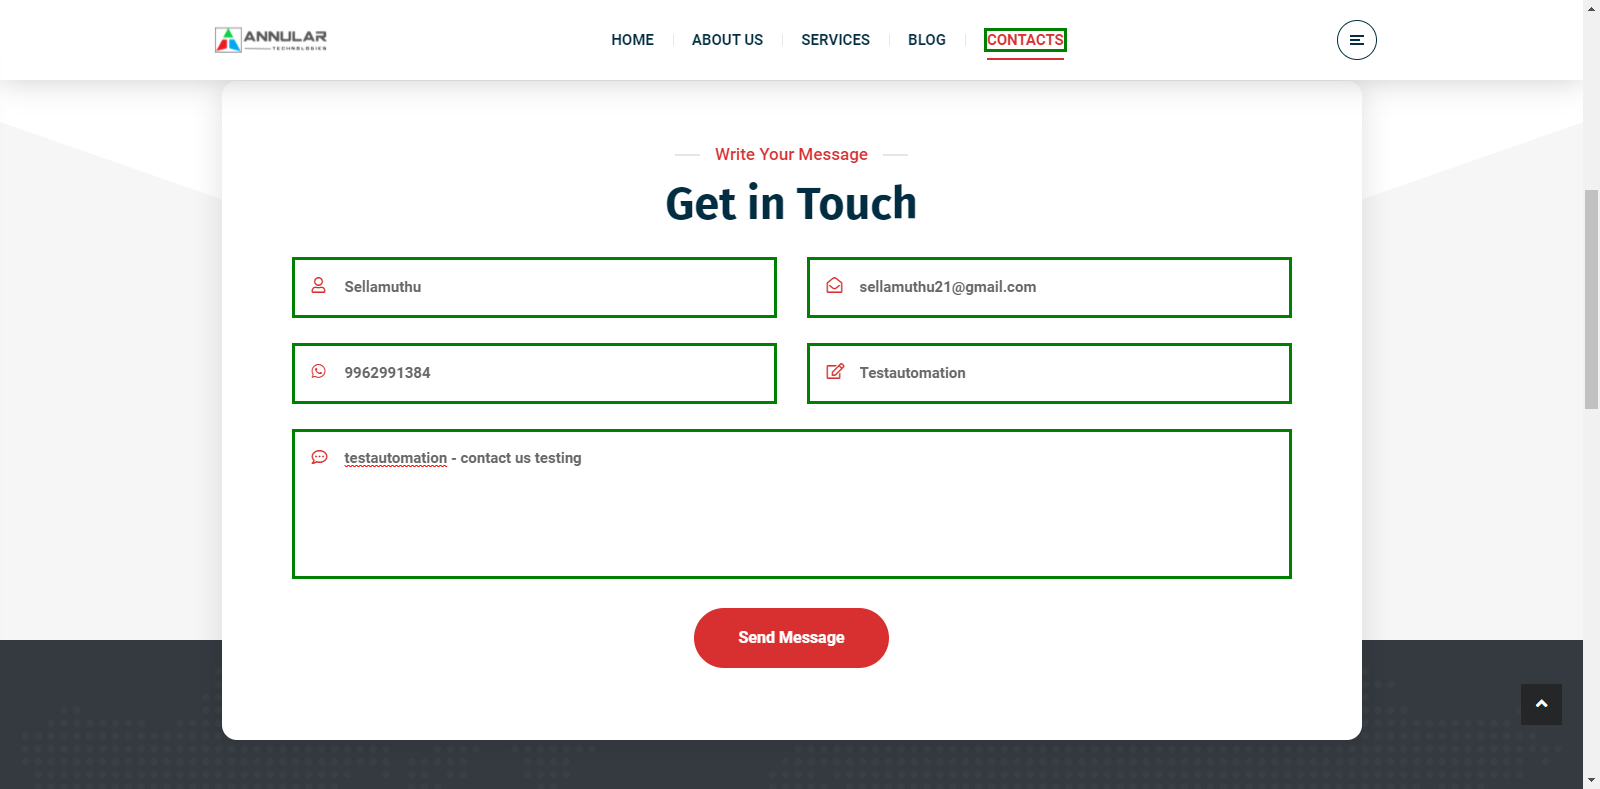 ANNULAR
TECHNOLOGIES
HOME
ABOUT US
SERVICES
BLOG
CONTACTS
Write Your Message
Get in Touch
Sellamuthu
sellamuthu21@gmail.com
9962991384
Testautomation
testautomation - contact us testing
Send Message